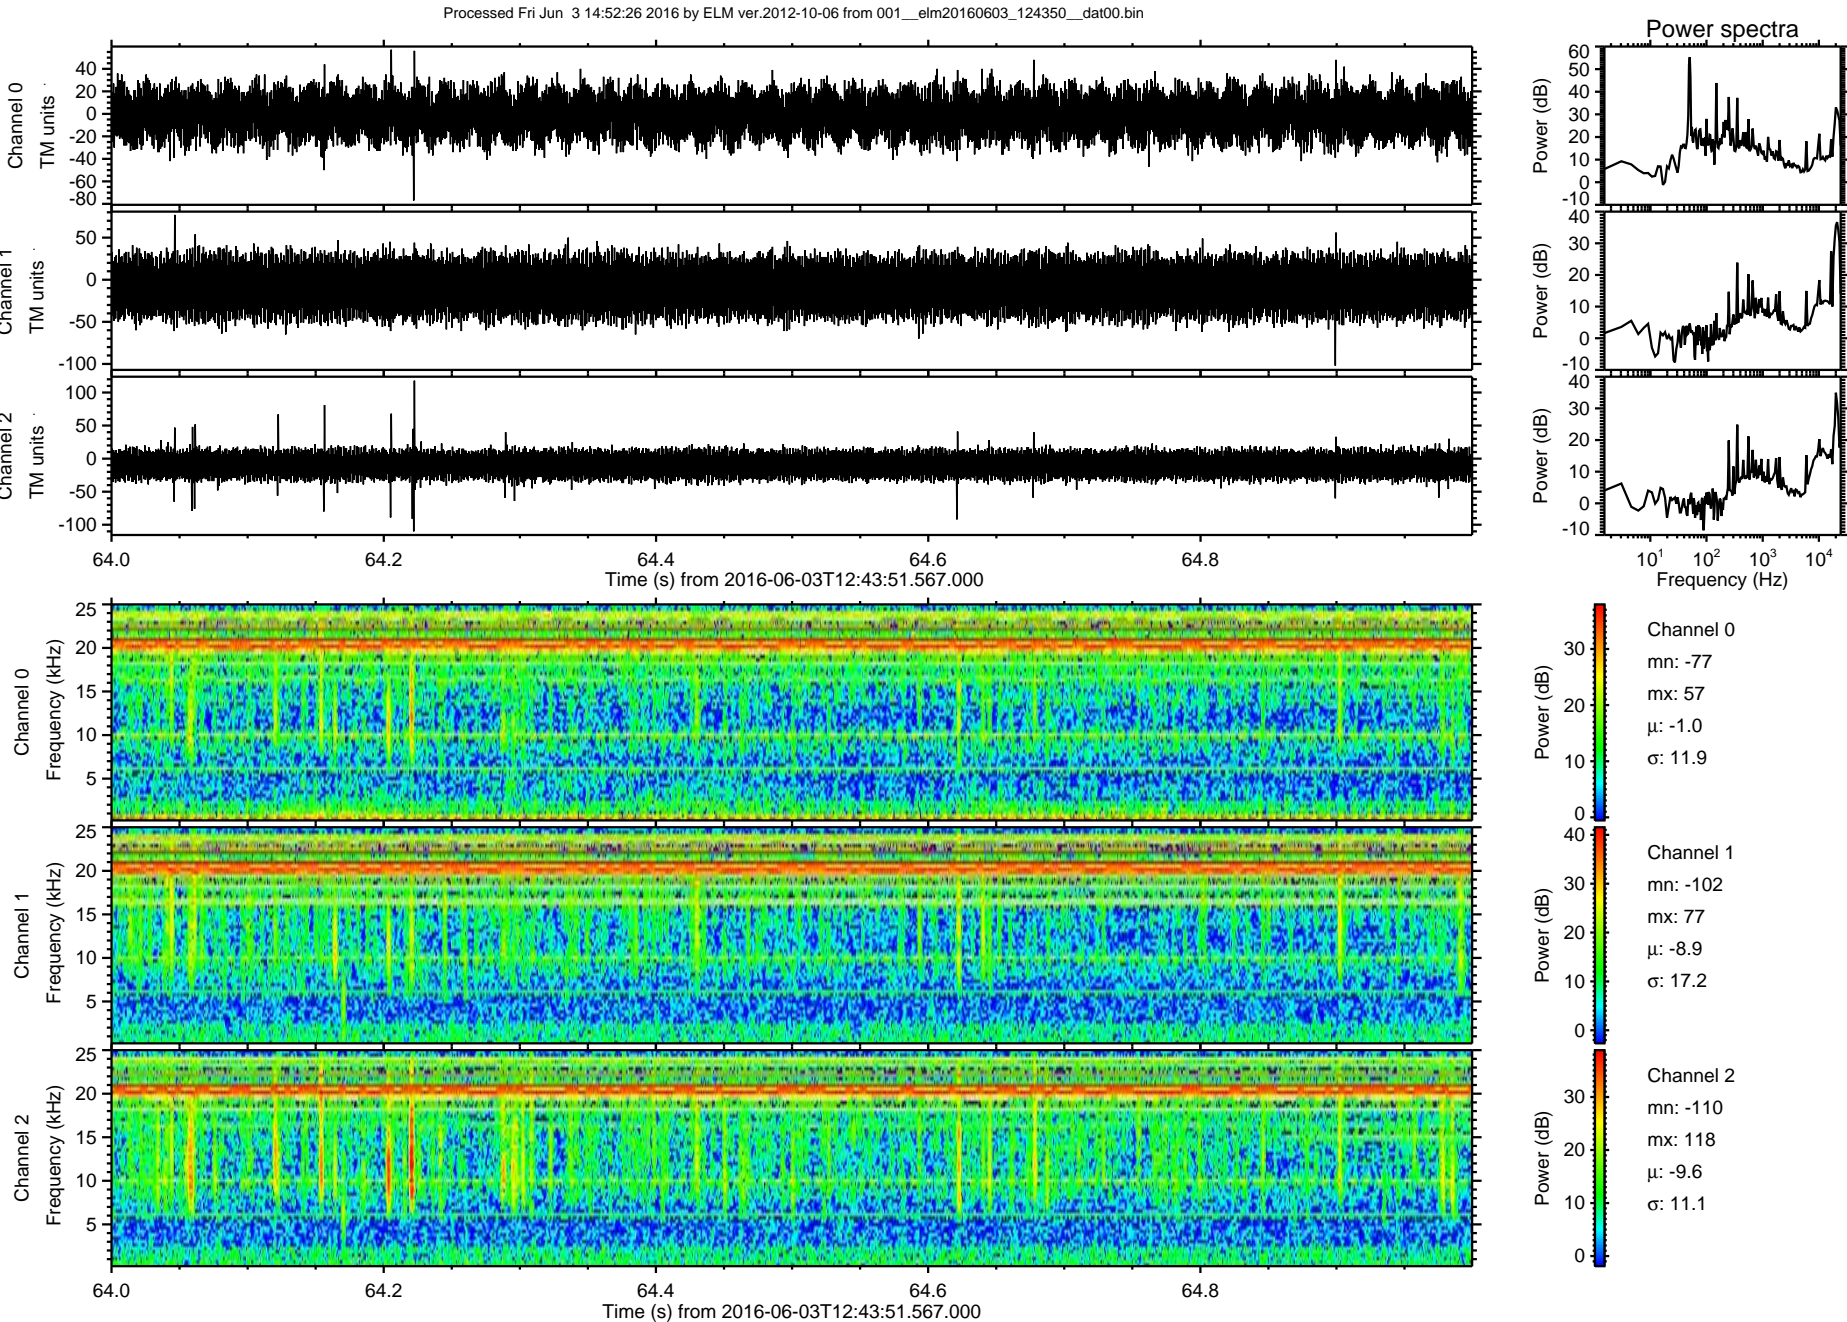 Processed Fri Jun 3 14:52:26 2016 by ELM ver.2012-10-06 from 001__elm20160603_124350__dat00.bin
Power spectra
Channel 0
TM units
40
20
0
-20
-40
-60
-80
Power (dB)
60
50
40
30
20
10
0
-10
Channel 1
TM units
50
0
-50
-100
Power (dB)
40
30
20
10
0
-10
Channel 2
TM units
100
50
0
-50
-100
Power (dB)
40
30
20
10
0
-10
64.0 64.2 64.4 64.6 64.8
Time (s) from 2016-06-03T12:43:51.567.000
10^1 10^2 10^3 10^4
Frequency (Hz)
Channel 0
Frequency (kHz)
25
20
15
10
5
Power (dB)
30
20
10
0
Channel 0
mn: -77
mx: 57
µ: -1.0
σ: 11.9
Channel 1
Frequency (kHz)
25
20
15
10
5
Power (dB)
40
30
20
10
0
Channel 1
mn: -102
mx: 77
µ: -8.9
σ: 17.2
Channel 2
Frequency (kHz)
25
20
15
10
5
Power (dB)
30
20
10
0
Channel 2
mn: -110
mx: 118
µ: -9.6
σ: 11.1
64.0 64.2 64.4 64.6 64.8
Time (s) from 2016-06-03T12:43:51.567.000